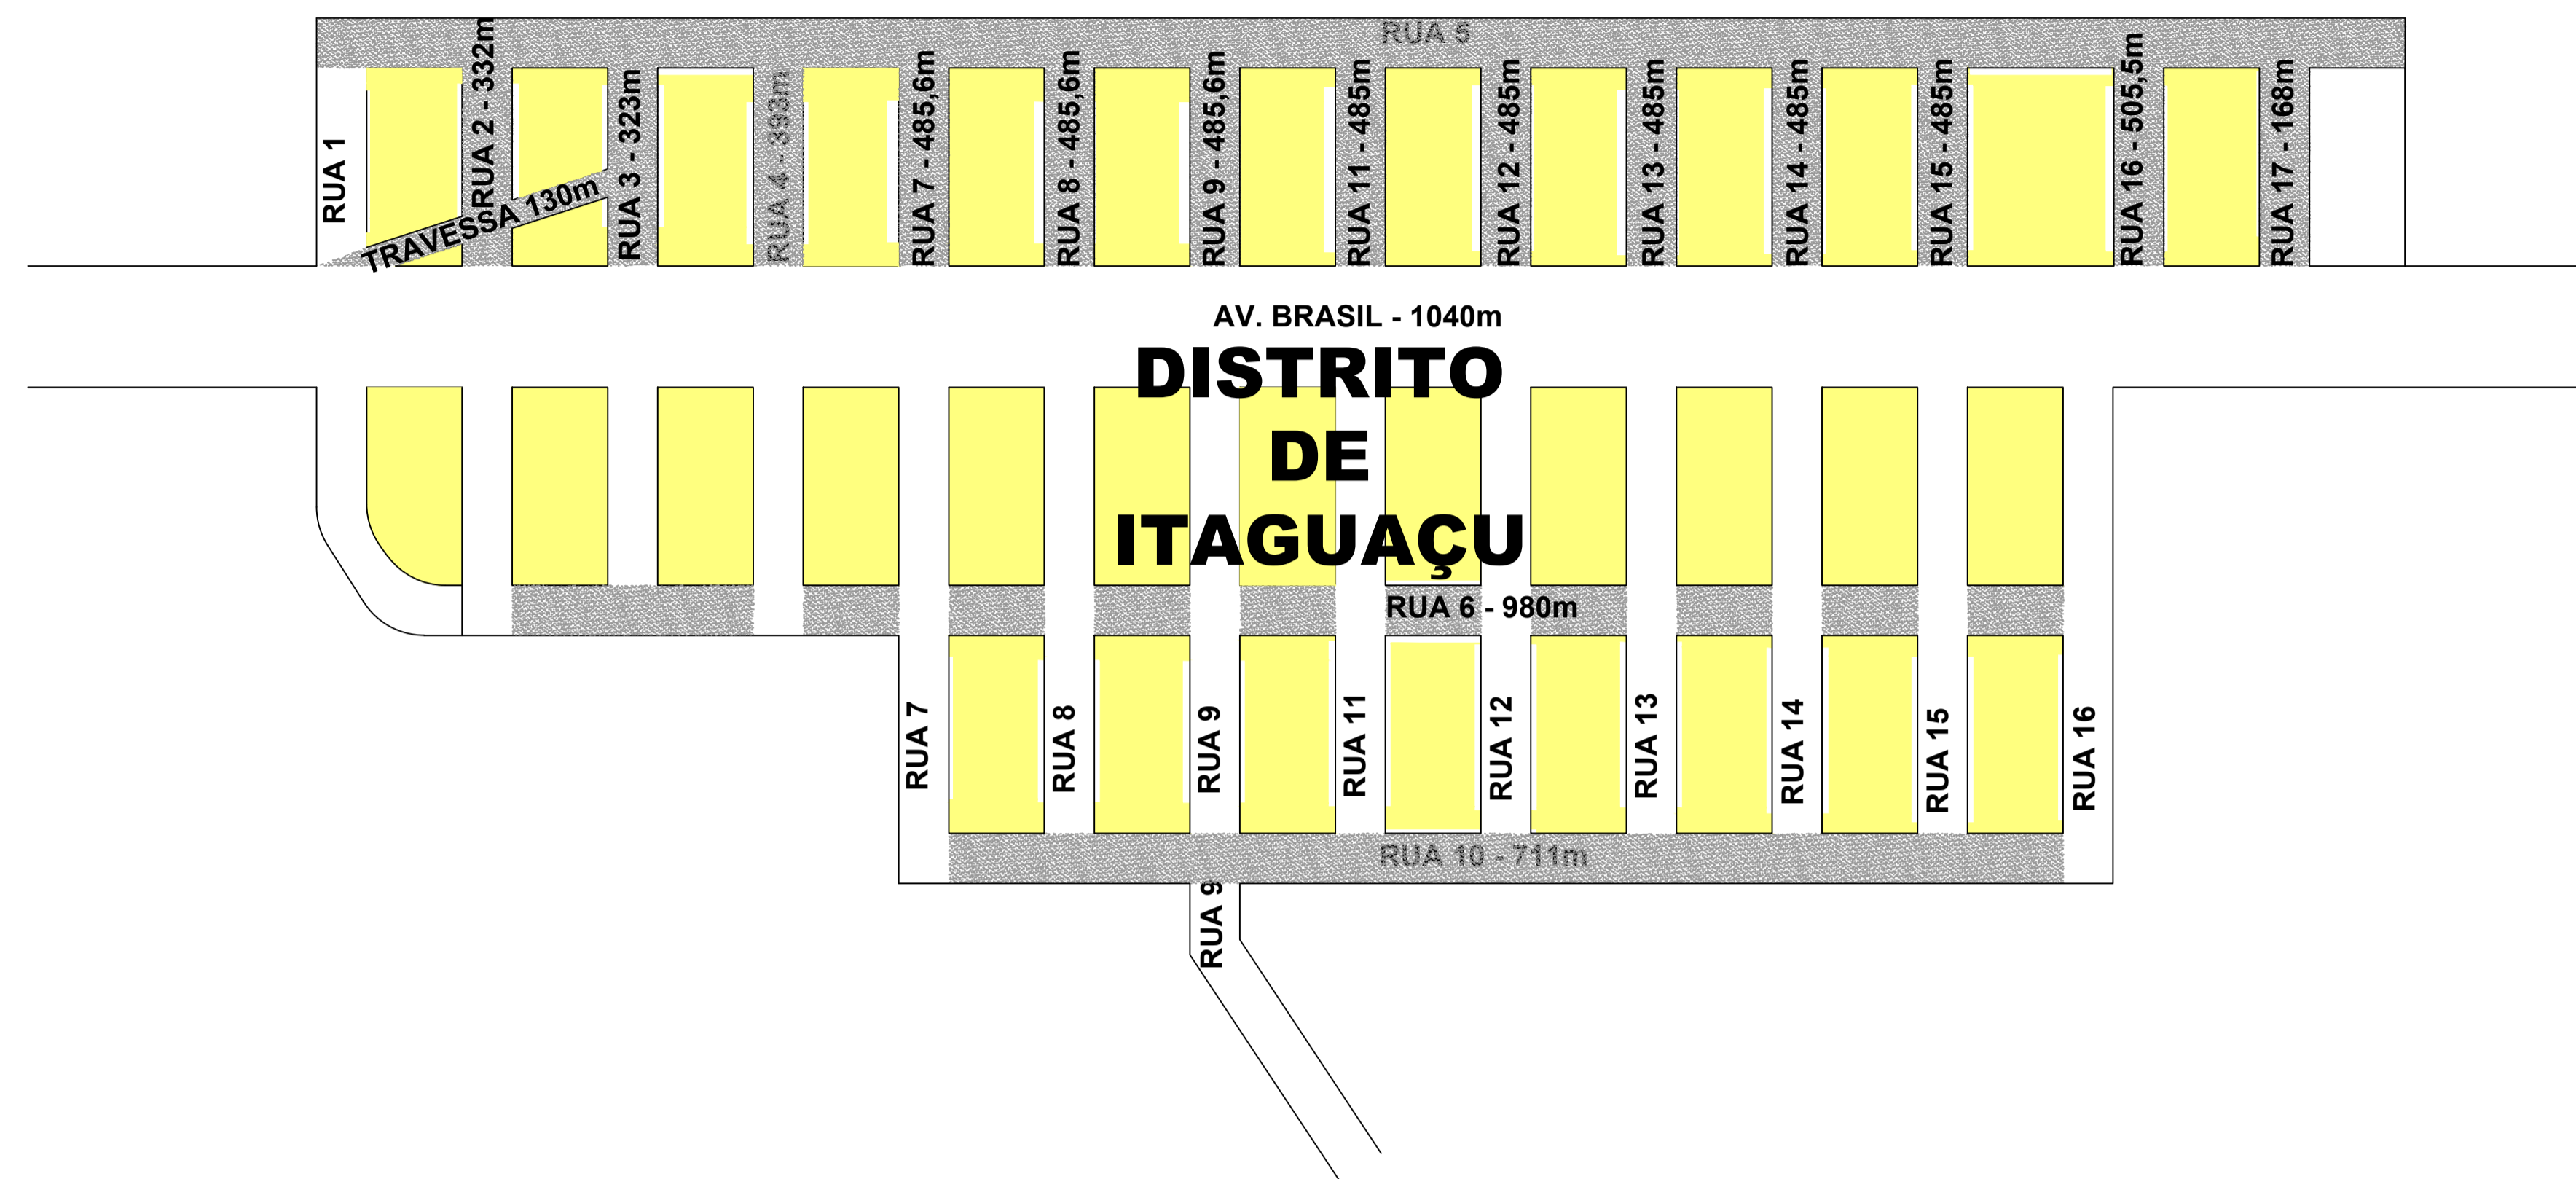 RUA 5
RUA 1
RUA 2 - 332m
TRAVESSA 130m
RUA 3 - 323m
RUA 4 - 393m
RUA 7 - 485,6m
RUA 8 - 485,6m
RUA 9 - 485,6m
RUA 11 - 485m
RUA 12 - 485m
RUA 13 - 485m
RUA 14 - 485m
RUA 15 - 485m
RUA 16 - 505,5m
RUA 17 - 168m
AV. BRASIL - 1040m
DISTRITO
DE
ITAGUAÇU
RUA 6 - 980m
RUA 7
RUA 8
RUA 9
RUA 11
RUA 12
RUA 13
RUA 14
RUA 15
RUA 16
RUA 10 - 711m
RUA 9